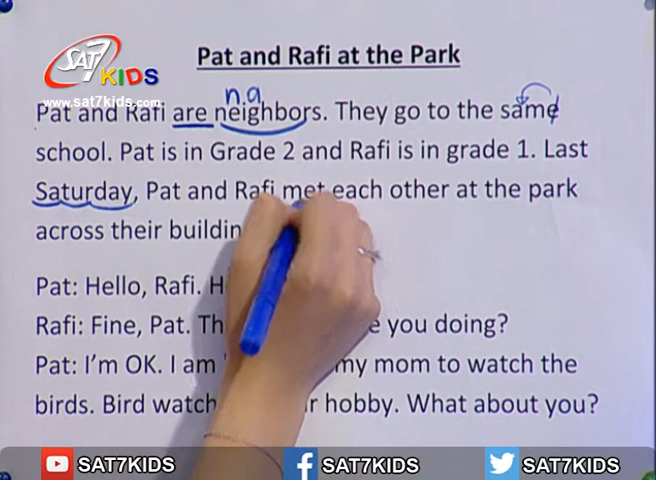 Pat and Rafi at the Park
SAT7
KIDS
www.sat7kids.com
n.a
Pat and Rafi are neighbors. They go to the same
school. Pat is in Grade 2 and Rafi is in grade 1. Last
Saturday, Pat and Rafi met each other at the park
across their
Pat: Hello, Rafi.
Rafi: Fine, Pat. you doing?
Pat: I'm OK. I am my mom to watch the
birds. Bird hobby. What about you?
SAT7KIDS SAT7KIDS SAT7KIDS